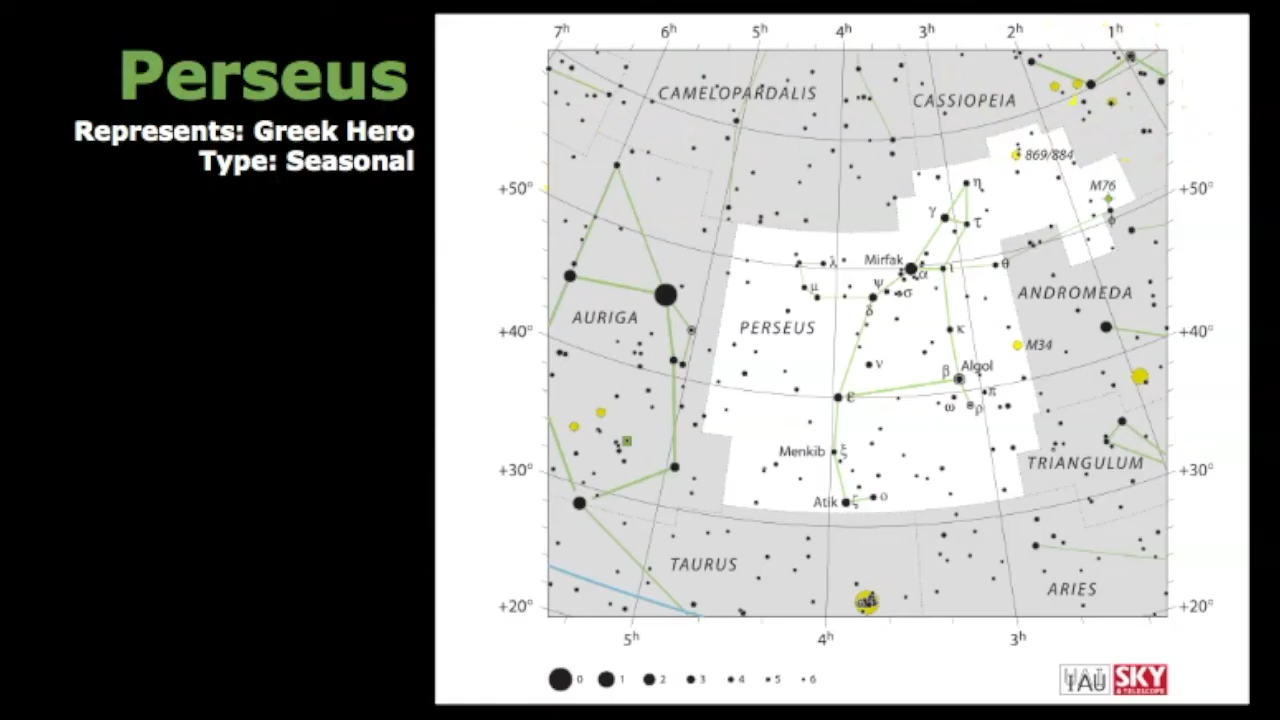 Perseus
Represents: Greek Hero
Type: Seasonal
7h 6h 5h 4h 3h 2h 1h
CAMELOPARDALIS
CASSIOPEIA
869/884
+50° +50°
M76
η
γ
τ
φ
λ
Mirfak
α
ι
θ
μ
ψ
σ
δ
ANDROMEDA
AURIGA
PERSEUS
κ
+40° +40°
M34
ν
β
Algol
π
ε
ω
ρ
Menkib ξ
TRIANGULUM
+30° +30°
Atik ζ ο
TAURUS
ARIES
+20° +20°
5h 4h 3h
0 1 2 3 4 5 6
IAU
SKY
& TELESCOPE